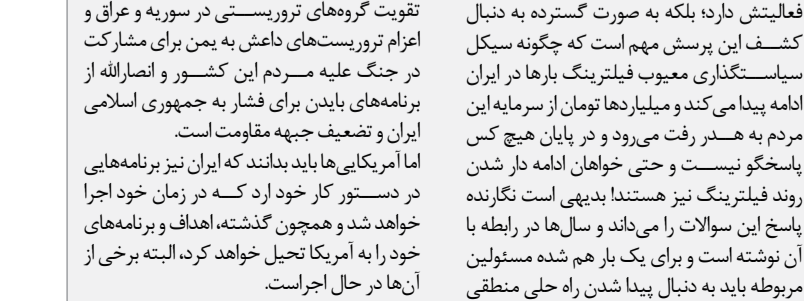 فعالیتش دارد؛ بلکه به صورت گسترده به دنبال
کشف این پرسش مهم است که چگونه سیکل
سیاستگذاری معیوب فیلترینگ بارها در ایران
ادامه پیدا می‌کند و میلیاردها تومان از سرمایه این
مردم به هدر رفت می‌رود و در پایان هیچ کس
پاسخگو نیست و حتی خواهان ادامه دار شدن
روند فیلترینگ نیز هستند! بدیهی است نگارنده
پاسخ این سوالات را می‌داند و سال‌ها در رابطه با
آن نوشته است و برای یک بار هم شده مسئولین
مربوطه باید به دنبال پیدا شدن راه حلی منطقی
تقویت گروه‌های تروریستی در سوریه و عراق و
اعزام تروریست‌های داعش به یمن برای مشارکت
در جنگ علیه مردم این کشور و انصارالله از
برنامه‌های بایدن برای فشار به جمهوری اسلامی
ایران و تضعیف جبهه مقاومت است.
اما آمریکایی‌ها باید بدانند که ایران نیز برنامه‌هایی
در دستور کار خود ارد که در زمان خود اجرا
خواهد شد و همچون گذشته، اهداف و برنامه‌های
خود را به آمریکا تحیل خواهد کرد، البته برخی از
آن‌ها در حال اجراست.